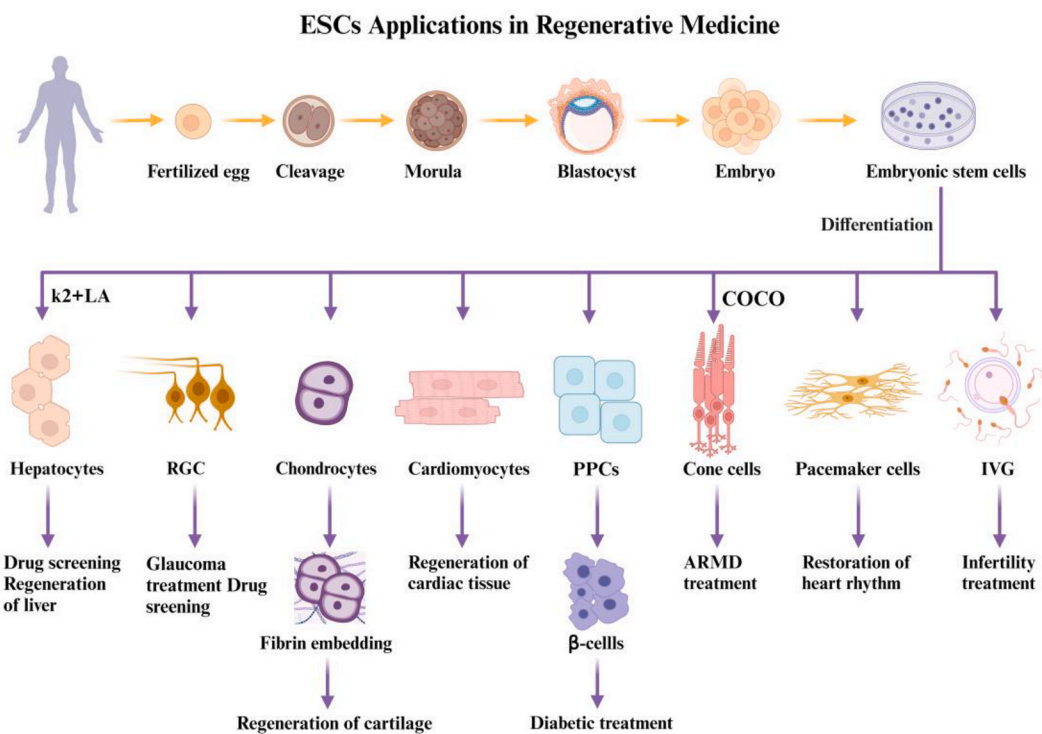 ESCs Applications in Regenerative Medicine
Fertilized egg
Cleavage
Morula
Blastocyst
Embryo
Embryonic stem cells
Differentiation
k2+LA
COCO
Hepatocytes
RGC
Chondrocytes
Cardiomyocytes
PPCs
Cone cells
Pacemaker cells
IVG
Drug screening
Regeneration
of liver
Glaucoma
treatment Drug
sreening
Fibrin embedding
Regeneration of
cardiac tissue
β-cellls
ARMD
treatment
Restoration of
heart rhythm
Infertility
treatment
Regeneration of cartilage
Diabetic treatment